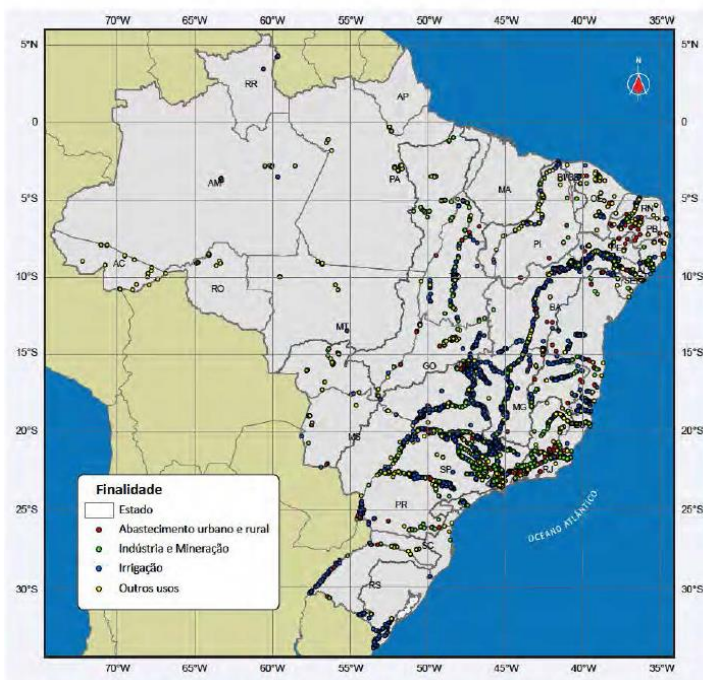 70°W 65°W 60°W 55°W 50°W 45°W 40°W 35°W
5°N 5°N
N
RR
AP
0 0
AM
PA
MA
RN
5°S 5°S
PB
PI
AC
10°S 10°S
RO
BA
MT
15°S 15°S
GO
MG
20°S 20°S
MS
SP
RJ
25°S 25°S
PR
OCEANO ATLÂNTICO
SC
30°S 30°S
RS
Finalidade
Estado
Abastecimento urbano e rural
Indústria e Mineração
Irrigação
Outros usos
70°W 65°W 60°W 55°W 50°W 45°W 40°W 35°W